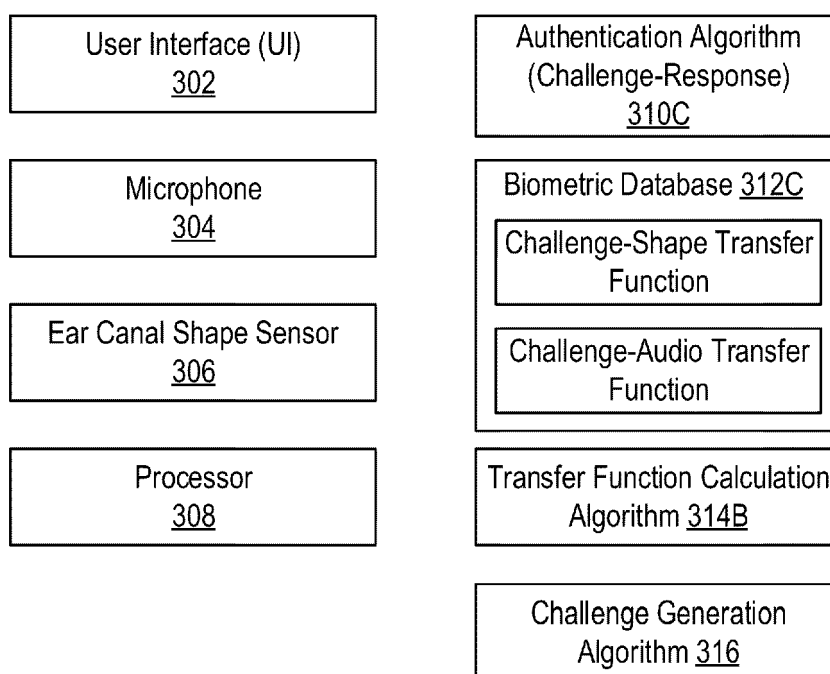 User Interface (UI)
302
Microphone
304
Ear Canal Shape Sensor
306
Processor
308
Authentication Algorithm
(Challenge-Response)
310C
Biometric Database 312C
Challenge-Shape Transfer
Function
Challenge-Audio Transfer
Function
Transfer Function Calculation
Algorithm 314B
Challenge Generation
Algorithm 316